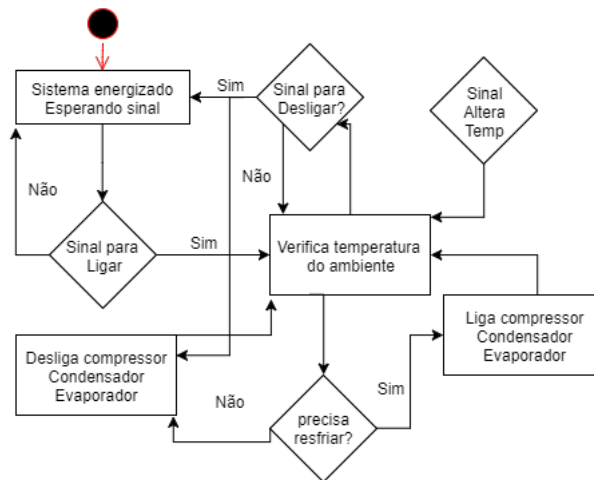 Sistema energizado
Esperando sinal
Sim
Sinal para
Desligar?
Sinal
Altera
Temp
Não
Não
Sinal para
Ligar
Sim
Verifica temperatura
do ambiente
Desliga compressor
Condensador
Evaporador
Liga compressor
Condensador
Evaporador
Não
precisa
resfriar?
Sim